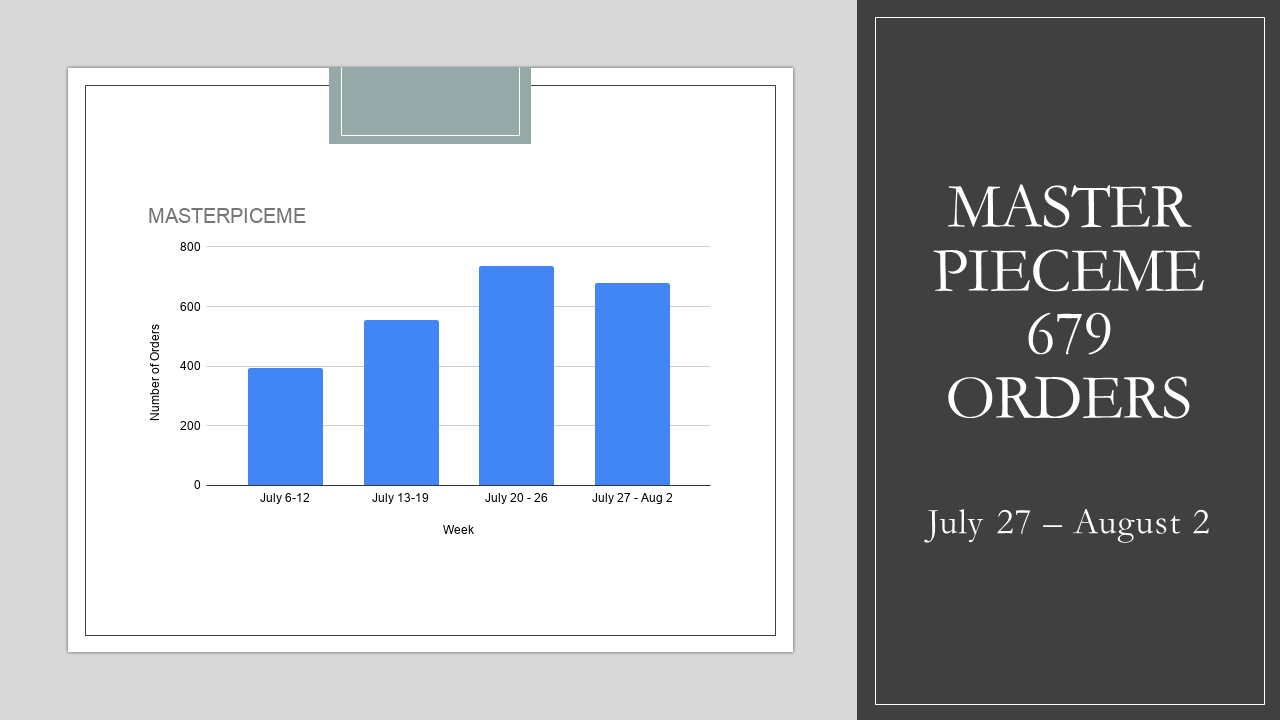 MASTERPICEME
800
600
400
200
0
Number of Orders
July 6-12
July 13-19
July 20 - 26
July 27 - Aug 2
Week
MASTER
PIECEME
679
ORDERS
July 27 – August 2